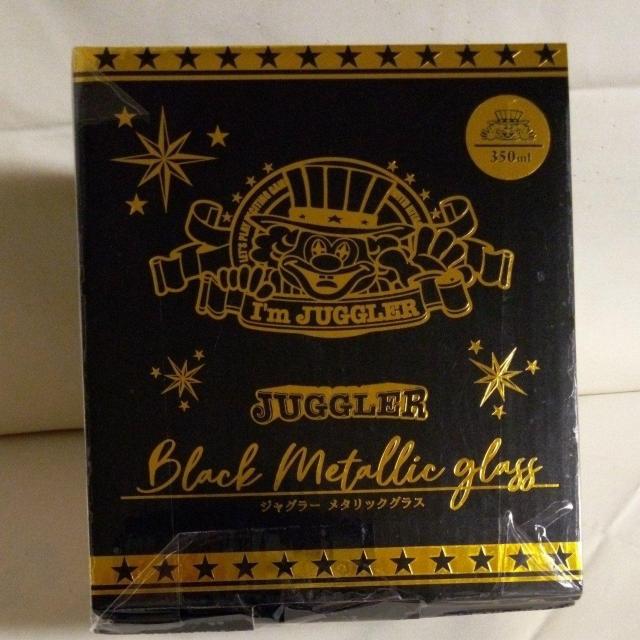 350ml
I'm JUGGLER
JUGGLER
Black Metallic glass
ジャグラー メタリックグラス